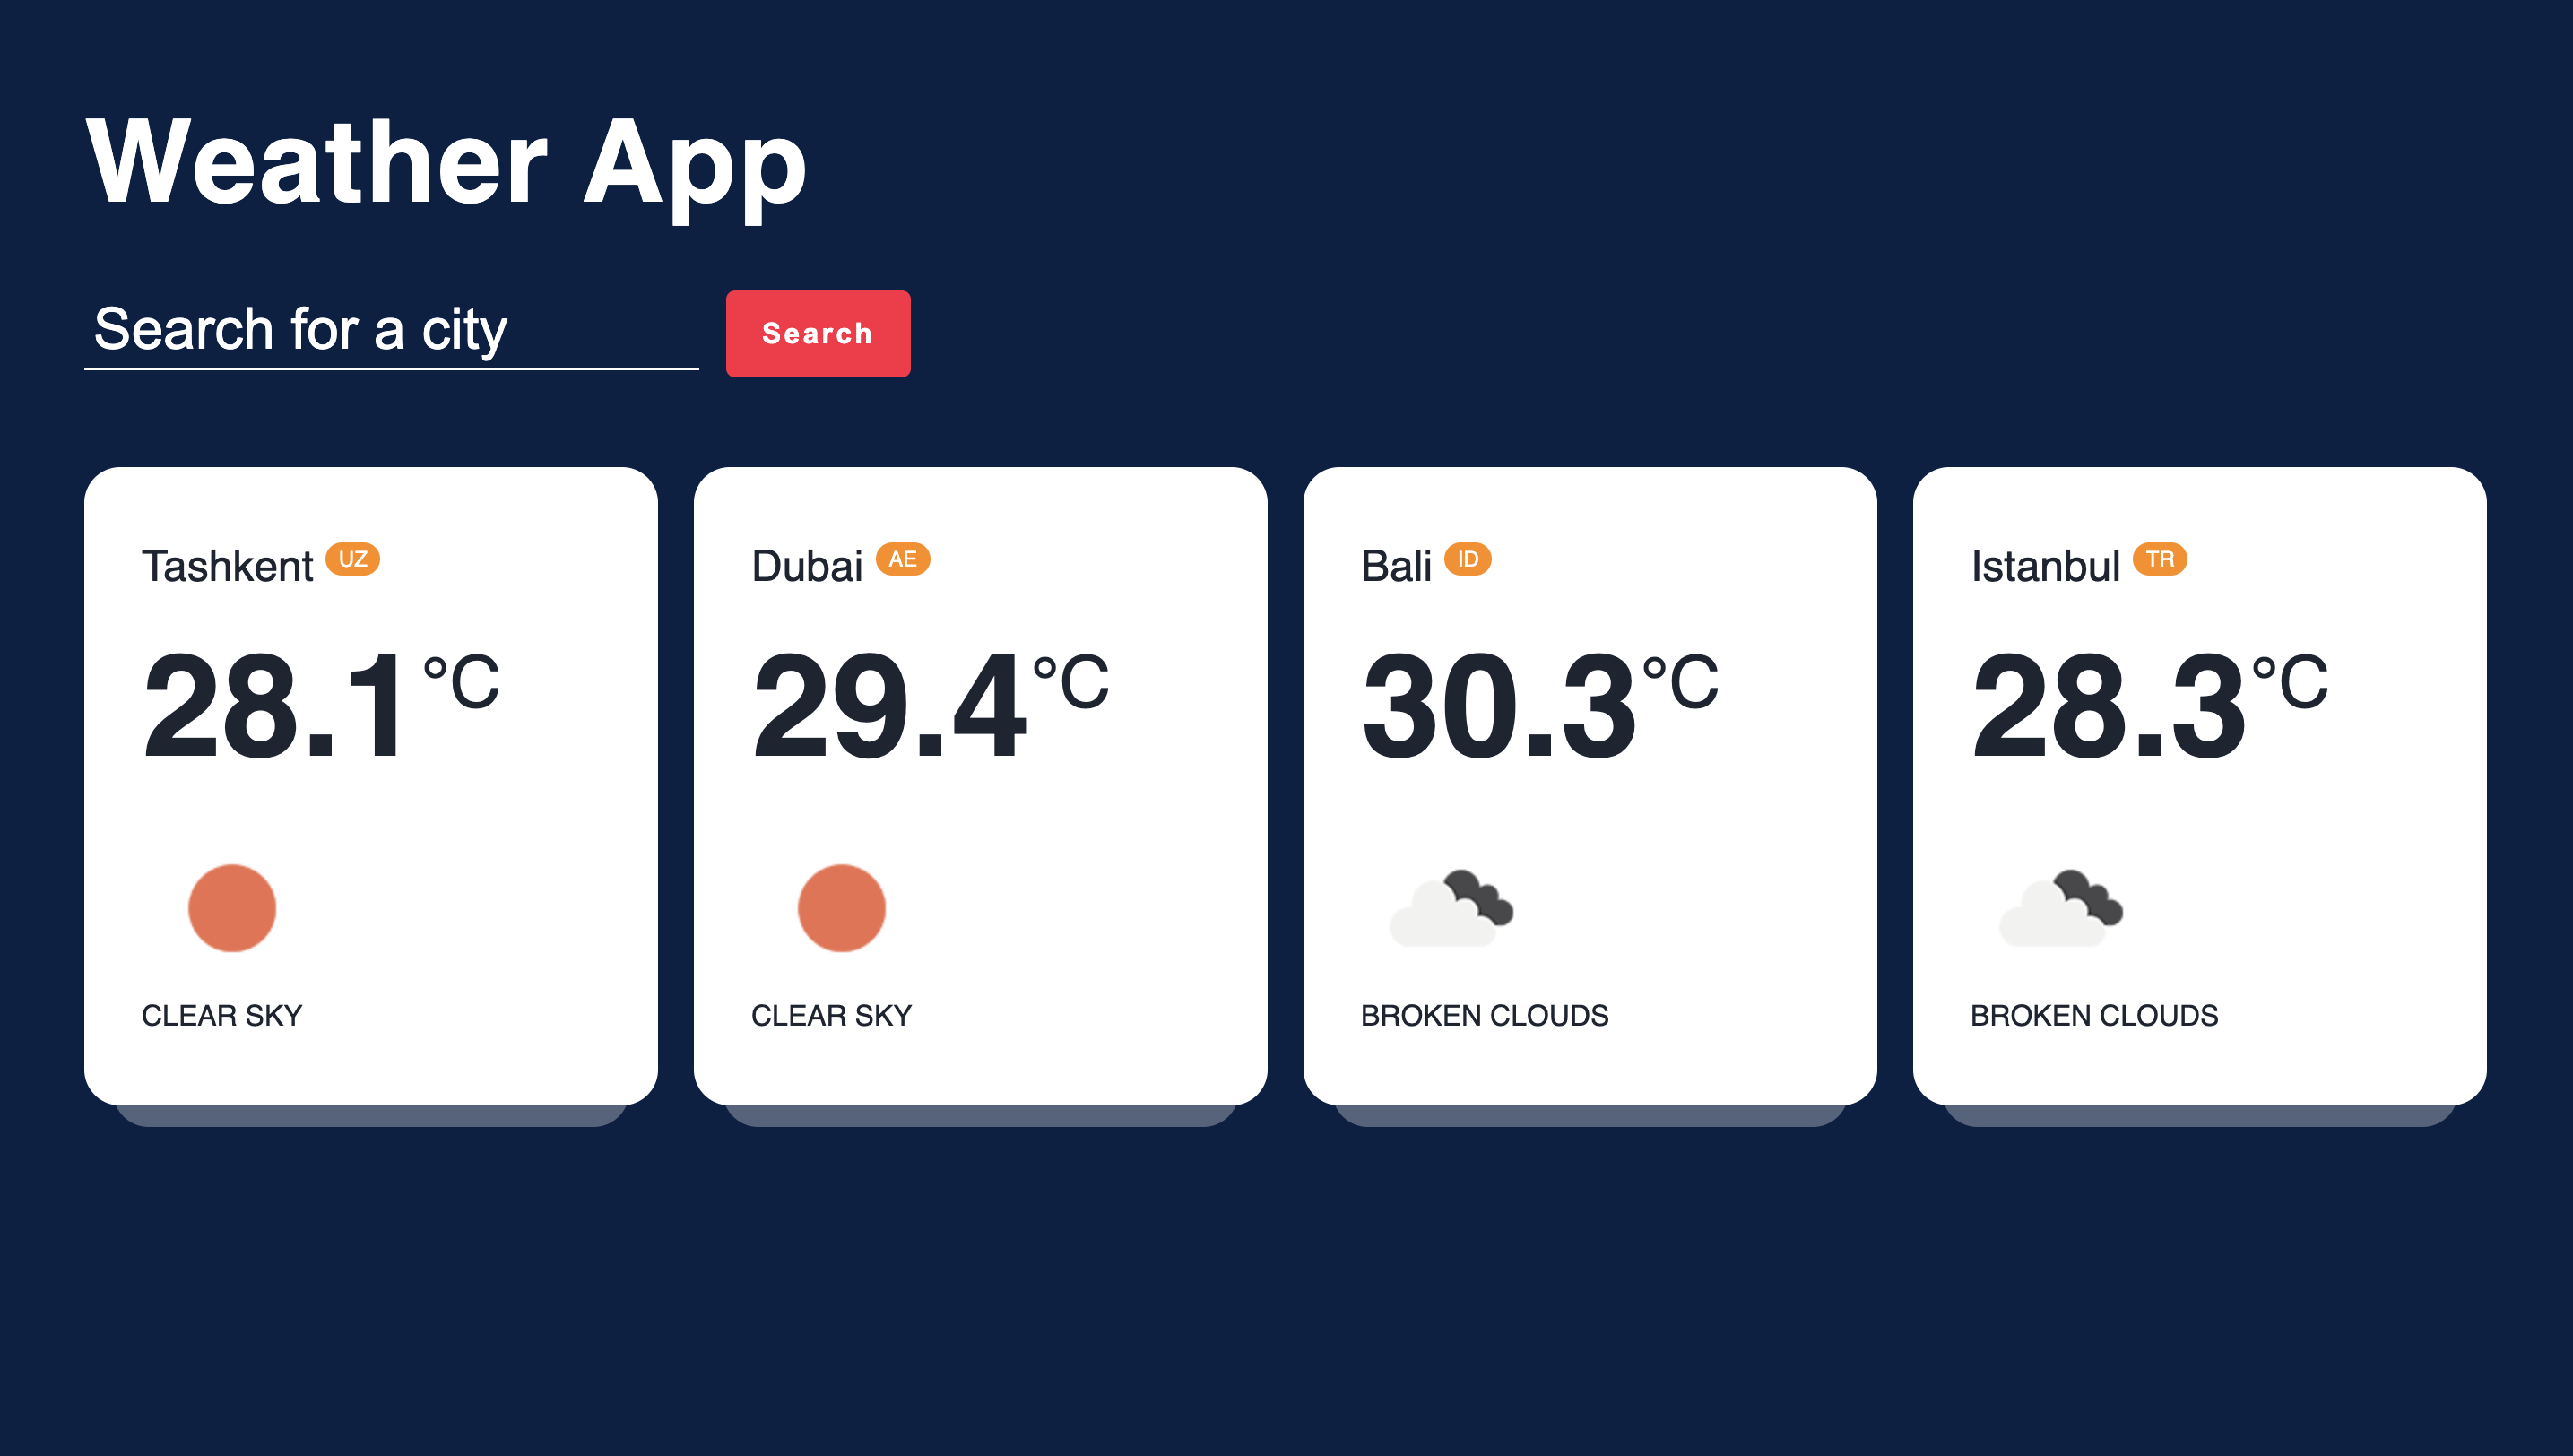 Weather App
Search for a city
Search
Tashkent UZ
28.1°C
CLEAR SKY
Dubai AE
29.4°C
CLEAR SKY
Bali ID
30.3°C
BROKEN CLOUDS
Istanbul TR
28.3°C
BROKEN CLOUDS